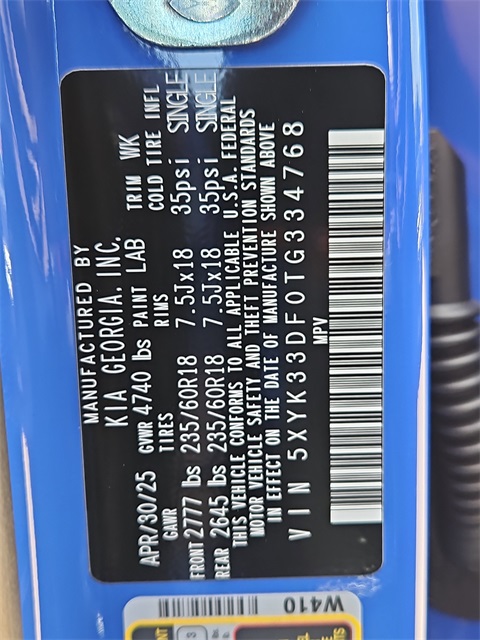 MANUFACTURED BY
KIA GEORGIA, INC.
APR/30/25 GVWR 4740 lbs PAINT LAB TRIM WK
GAWR TIRES RIMS COLD TIRE INFL
FRONT 2777 lbs 235/60R18 7.5Jx18 35psi SINGLE
REAR 2645 lbs 235/60R18 7.5Jx18 35psi SINGLE
THIS VEHICLE CONFORMS TO ALL APPLICABLE U.S.A. FEDERAL
MOTOR VEHICLE SAFETY AND THEFT PREVENTION STANDARDS
IN EFFECT ON THE DATE OF MANUFACTURE SHOWN ABOVE
VIN 5XYK33DF0TG334768
MPV
W410